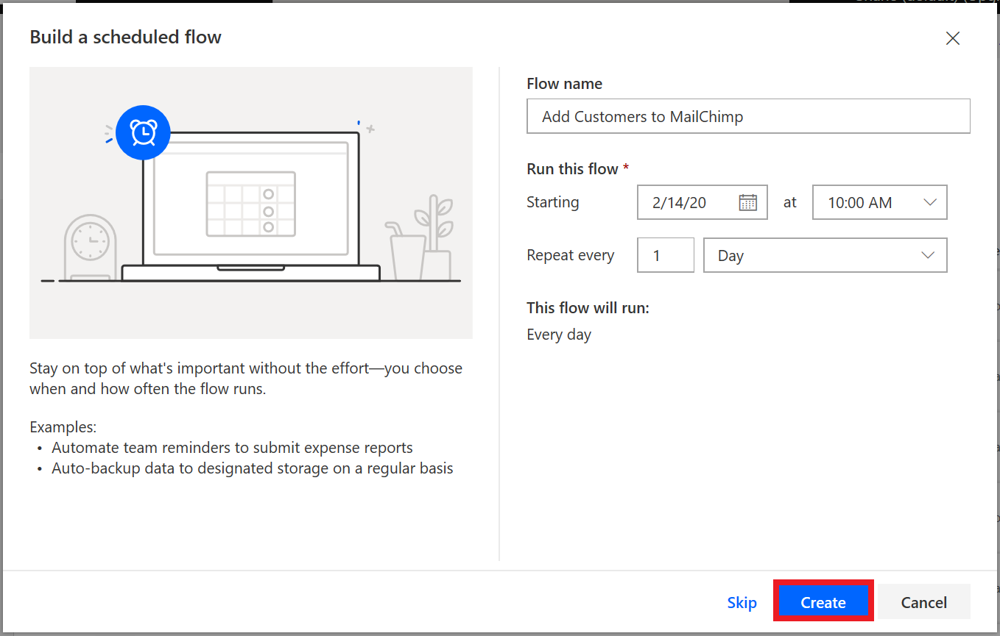 Build a scheduled flow
Flow name
Add Customers to MailChimp
Run this flow *
Starting 2/14/20 at 10:00 AM
Repeat every 1 Day
This flow will run:
Every day
Stay on top of what's important without the effort—you choose
when and how often the flow runs.
Examples:
• Automate team reminders to submit expense reports
• Auto-backup data to designated storage on a regular basis
Skip Create Cancel